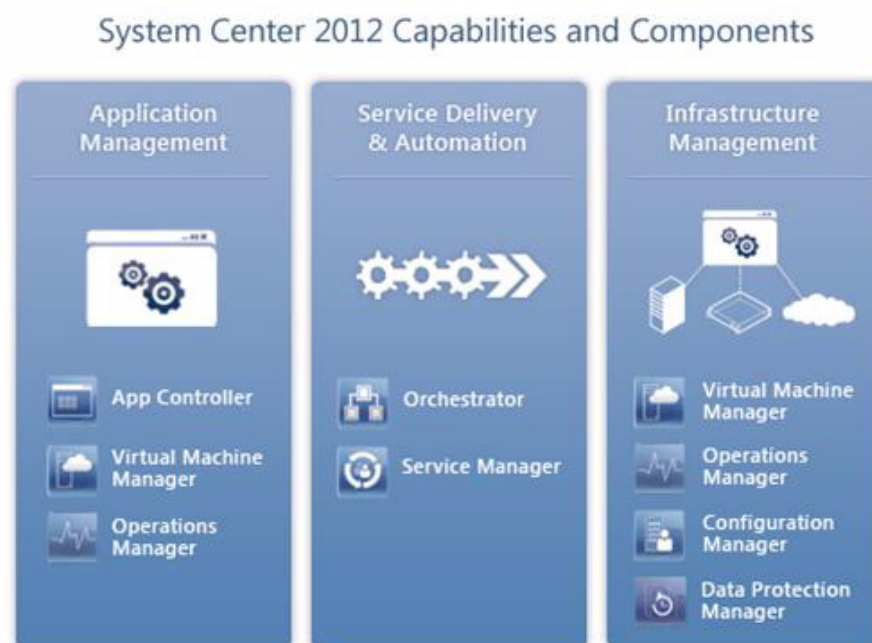 System Center 2012 Capabilities and Components
Application
Management
App Controller
Virtual Machine
Manager
Operations
Manager
Service Delivery
& Automation
Orchestrator
Service Manager
Infrastructure
Management
Virtual Machine
Manager
Operations
Manager
Configuration
Manager
Data Protection
Manager